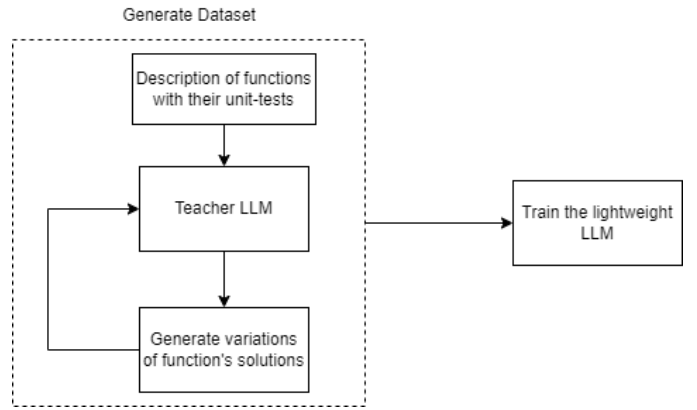 Generate Dataset
Description of functions
with their unit-tests
Teacher LLM
Generate variations
of function's solutions
Train the lightweight
LLM